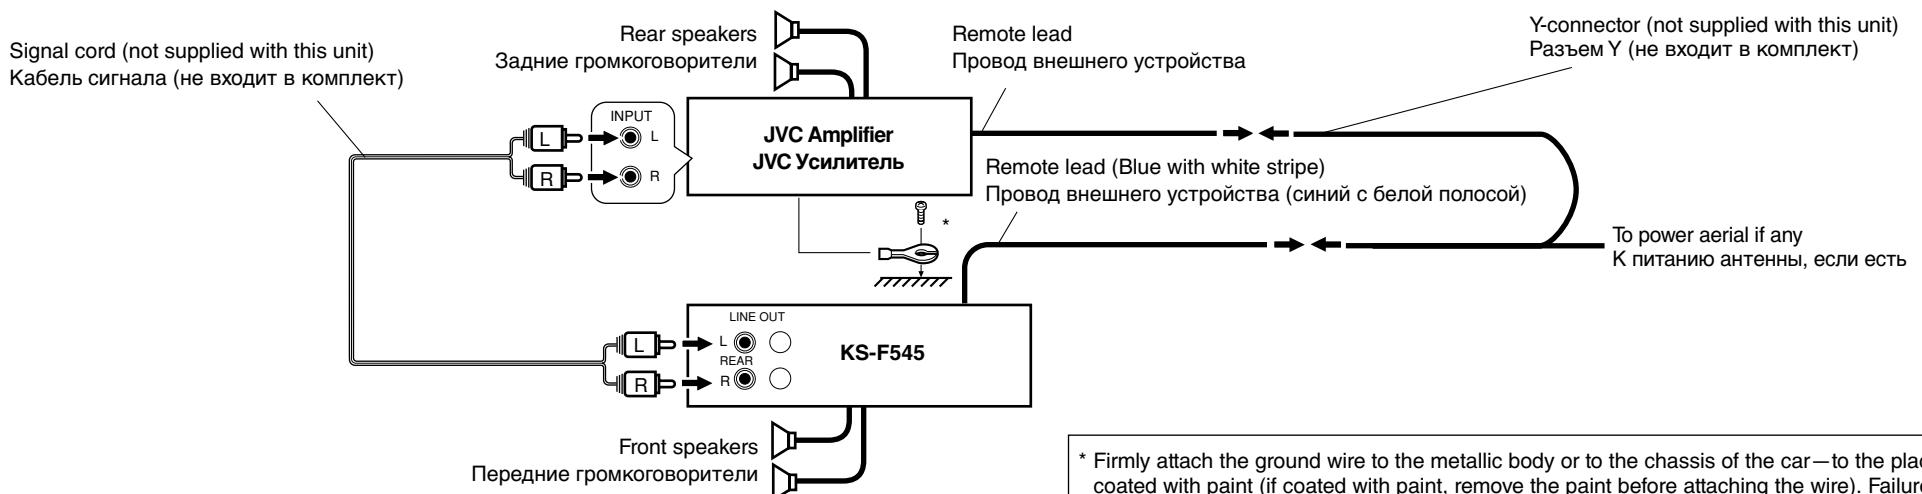 Signal cord (not supplied with this unit)
Кабель сигнала (не входит в комплект)
Rear speakers
Задние громкоговорители
Remote lead
Провод внешнего устройства
Y-connector (not supplied with this unit)
Разъем Y (не входит в комплект)
INPUT
L
L
R
R
JVC Amplifier
JVC Усилитель
Remote lead (Blue with white stripe)
Провод внешнего устройства (синий с белой полосой)
*
To power aerial if any
К питанию антенны, если есть
LINE OUT
L
L
REAR
R
R
KS-F545
Front speakers
Передние громкоговорители
* Firmly attach the ground wire to the metallic body or to the chassis of the car—to the plac
coated with paint (if coated with paint, remove the paint before attaching the wire). Failure